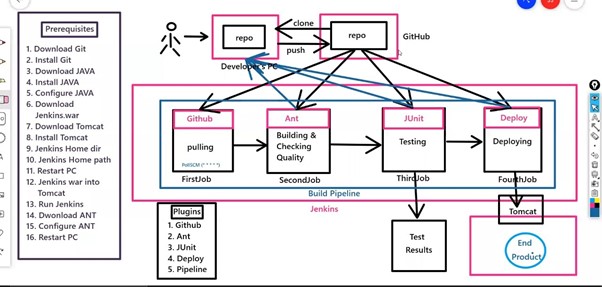 Prerequisites
1. Download Git
2. Install Git
3. Download JAVA
4. Install JAVA
5. Configure JAVA
6. Download
Jenkins.war
7. Download Tomcat
8. Install Tomcat
9. Jenkins Home dir
10. Jenkins Home path
11. Restart PC
12. Jenkins war into
Tomcat
13. Run Jenkins
14. Dwonload ANT
15. Configure ANT
16. Restart PC
repo
clone
push
repo
GitHub
Developer's PC
Github
pulling
PollSCM (* * * * *)
FirstJob
Ant
Building &
Checking
Quality
SecondJob
JUnit
Testing
ThirdJob
Deploy
Deploying
FourthJob
Build Pipeline
Jenkins
Plugins
1. Github
2. Ant
3. JUnit
4. Deploy
5. Pipeline
Test
Results
Tomcat
End
Product